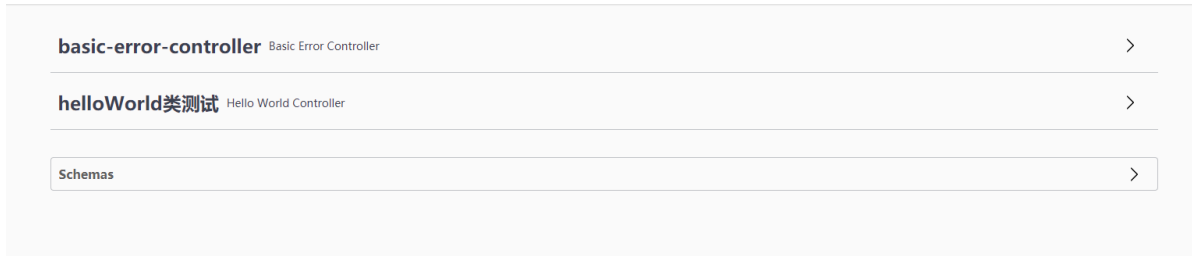 basic-error-controller Basic Error Controller
helloWorld类测试 Hello World Controller
Schemas